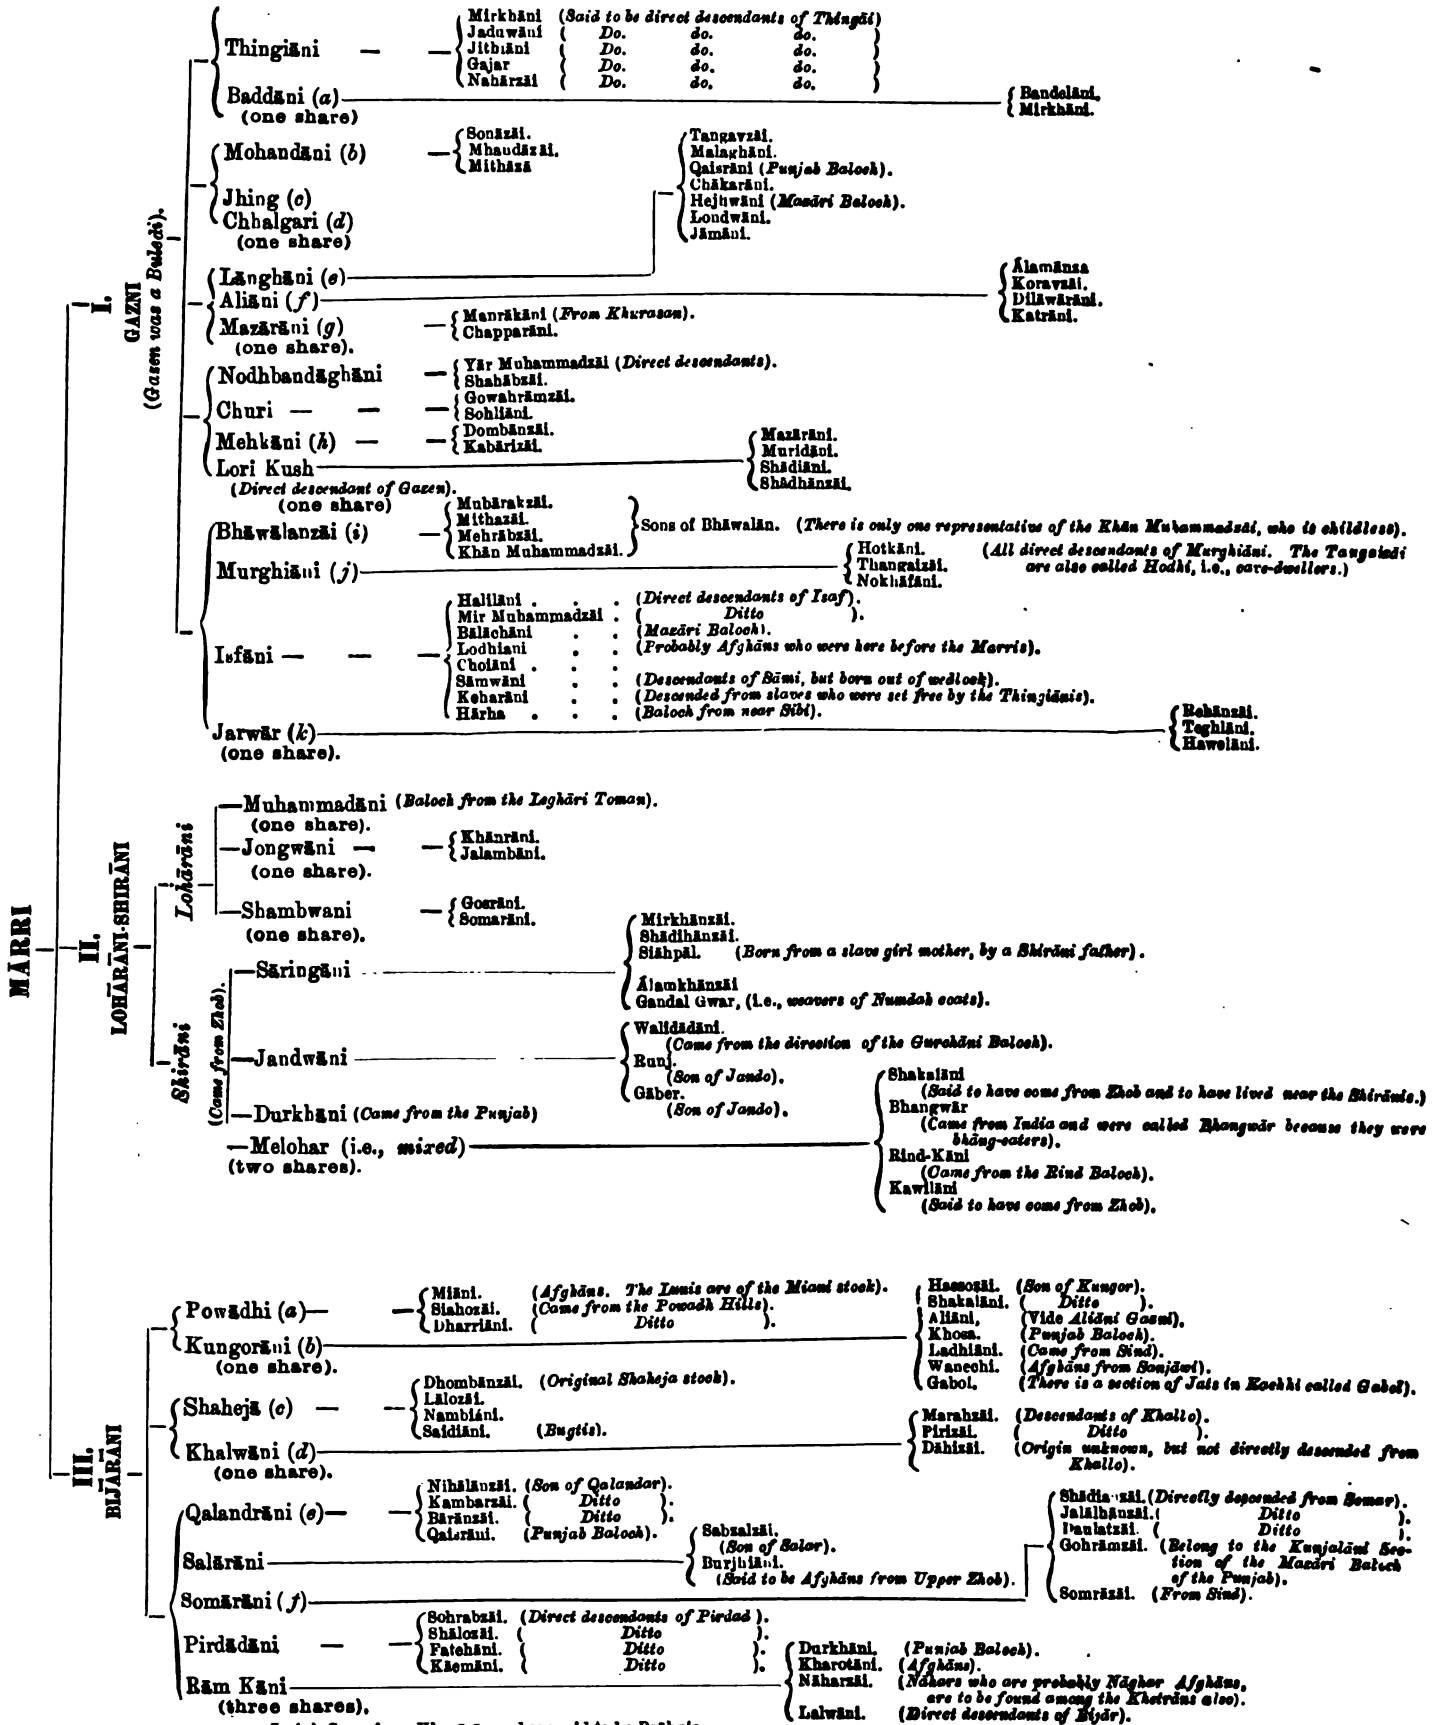 MĀRRI
I.
GAZNI
(Gazen was a Buledi).
Thingiāni
Mirkhāni (Said to be direct descendants of Thingāi)
Jaduwāni ( Do. do. do. )
Jithiāni ( Do. do. do. )
Gajar ( Do. do. do. )
Nahārzāi ( Do. do. do. )
Baddāni (a)
(one share)
Bandelāni.
Mirkhāni.
Mohandāni (b)
Sonāzāi.
Mhaudāzāi.
Mithāzā
Jhing (c)
Chhalgari (d)
(one share)
Lānghāni (e)
Tangavzāi.
Malaghāni.
Qaisrāni (Punjab Baloch).
Chākarāni.
Hejuwāni (Mazāri Baloch).
Londwāni.
Jāmāni.
Aliāni (f)
Álamānza
Koravzāi.
Dilāwārāni.
Katrāni.
Mazārāni (g)
(one share).
Manrākāni (From Khurasan).
Chapparāni.
Nodhbandāghāni
Yār Muhammadzāi (Direct descendants).
Shahābzāi.
Churi
Gowahrāmzāi.
Sohliāni.
Mehkāni (h)
Dombānzāi.
Kabārizāi.
Lori Kush
(Direct descendant of Gazen).
(one share)
Mazārāni.
Muridāni.
Shādiāni.
Shādhānzāi.
Bhāwālanzāi (i)
Mubārakzāi.
Mithazāi.
Mehrābzāi.
Khān Muhammadzāi.
Sons of Bhāwalān. (There is only one representative of the Khān Muhammadzāi, who is childless).
Murghiāni (j)
Hotkāni. (All direct descendants of Murghiāni. The Tangaizāi
Thangaizāi. are also called Hodhi, i.e., cave-dwellers.)
Nokhāfāni.
Isfāni
Halilāni . . . (Direct descendants of Isaf).
Mir Muhammadzāi . ( Ditto ).
Bālāchāni . . (Mazāri Baloch).
Lodhiani . . (Probably Afghāns who were here before the Marris).
Choiāni . . .
Sāmwāni . . (Descendants of Sāmi, but born out of wedlock).
Keharāni . . (Descended from slaves who were set free by the Thingiānis).
Hārha . . . (Baloch from near Sibi).
Jarwār (k)
(one share).
Rehānzāi.
Teghiāni.
Hawelāni.
II.
LOHĀRĀNI-SHIRĀNI
Lohārāni
Muhammadāni (Baloch from the Leghāri Toman).
(one share).
Jongwāni
(one share).
Khānrāni.
Jalambāni.
Shambwani
(one share).
Gosrāni.
Somarāni.
Shirāni
(Came from Zhob).
Sāringāni
Mirkhānzāi.
Shādihānzāi.
Siāhpāl. (Born from a slave girl mother, by a Shirāni father).
Álamkhānzāi
Gandal Gwar, (i.e., weavers of Numdah coats).
Jandwāni
Walidādāni.
(Came from the direction of the Gurchāni Baloch).
Runj.
(Son of Jando).
Gāber.
(Son of Jando).
Durkhāni (Came from the Punjab)
Melohar (i.e., mixed)
(two shares).
Shakalāni
(Said to have come from Zhob and to have lived near the Shirānis.)
Bhangwār
(Came from India and were called Bhangwār because they were
bhāng-eaters).
Rind-Kāni
(Came from the Rind Baloch).
Kawilāni
(Said to have come from Zhob).
III.
BIJARĀNI
Powādhi (a)
Miāni. (Afghāns. The Lunis are of the Miani stock).
Siahozāi. (Came from the Powadh Hills).
Dharriāni. ( Ditto ).
Kungorāni (b)
(one share).
Hassozāi. (Son of Kungor).
Shakalāni. ( Ditto ).
Aliāni, (Vide Aliāni Gazni).
Khosa. (Punjab Baloch).
Ladhiāni. (Came from Sind).
Wanechi. (Afghāns from Sanjāwi).
Gabol. (There is a section of Jats in Kachhi called Gabol).
Shahejā (c)
Dhombānzāi. (Original Shaheja stock).
Lālozāi.
Nambiāni.
Saidiāni. (Bugtis).
Khalwāni (d)
(one share).
Marahzāi. (Descendants of Khallo).
Pirizāi. ( Ditto ).
Dāhizāi. (Origin unknown, but not directly descended from
Khallo).
Qalandrāni (e)
Nihālānzāi. (Son of Qalandar).
Kambarzāi. ( Ditto ).
Bārānzāi. ( Ditto ).
Qaisrāni. (Punjab Baloch).
Salārāni
Sabzalzāi.
(Son of Salar).
Burjhiāni.
(Said to be Afghāns from Upper Zhob).
Somārāni (f)
(Directly descended from Somar).
Jalālhānzāi. ( Ditto ).
Daulatzāi. ( Ditto ).
Gohrāmzāi. (Belong to the Kunjalāni Sec-
tion of the Mazāri Baloch
of the Punjab).
Somrāzāi. (From Sind).
Pirdādāni
Sohrabzāi. (Direct descendants of Pirdad ).
Shālozāi. ( Ditto ).
Fatehāni. ( Ditto ).
Kāemāni. ( Ditto ).
Rām Kāni
(three shares).
Durkhāni. (Punjab Baloch).
Kharotāni. (Afghāns).
Nāharzāi. (Nāhars who are probably Nāghar Afghāns,
are to be found among the Khetrāns also).
Lalwāni. (Direct descendants of Bijār).